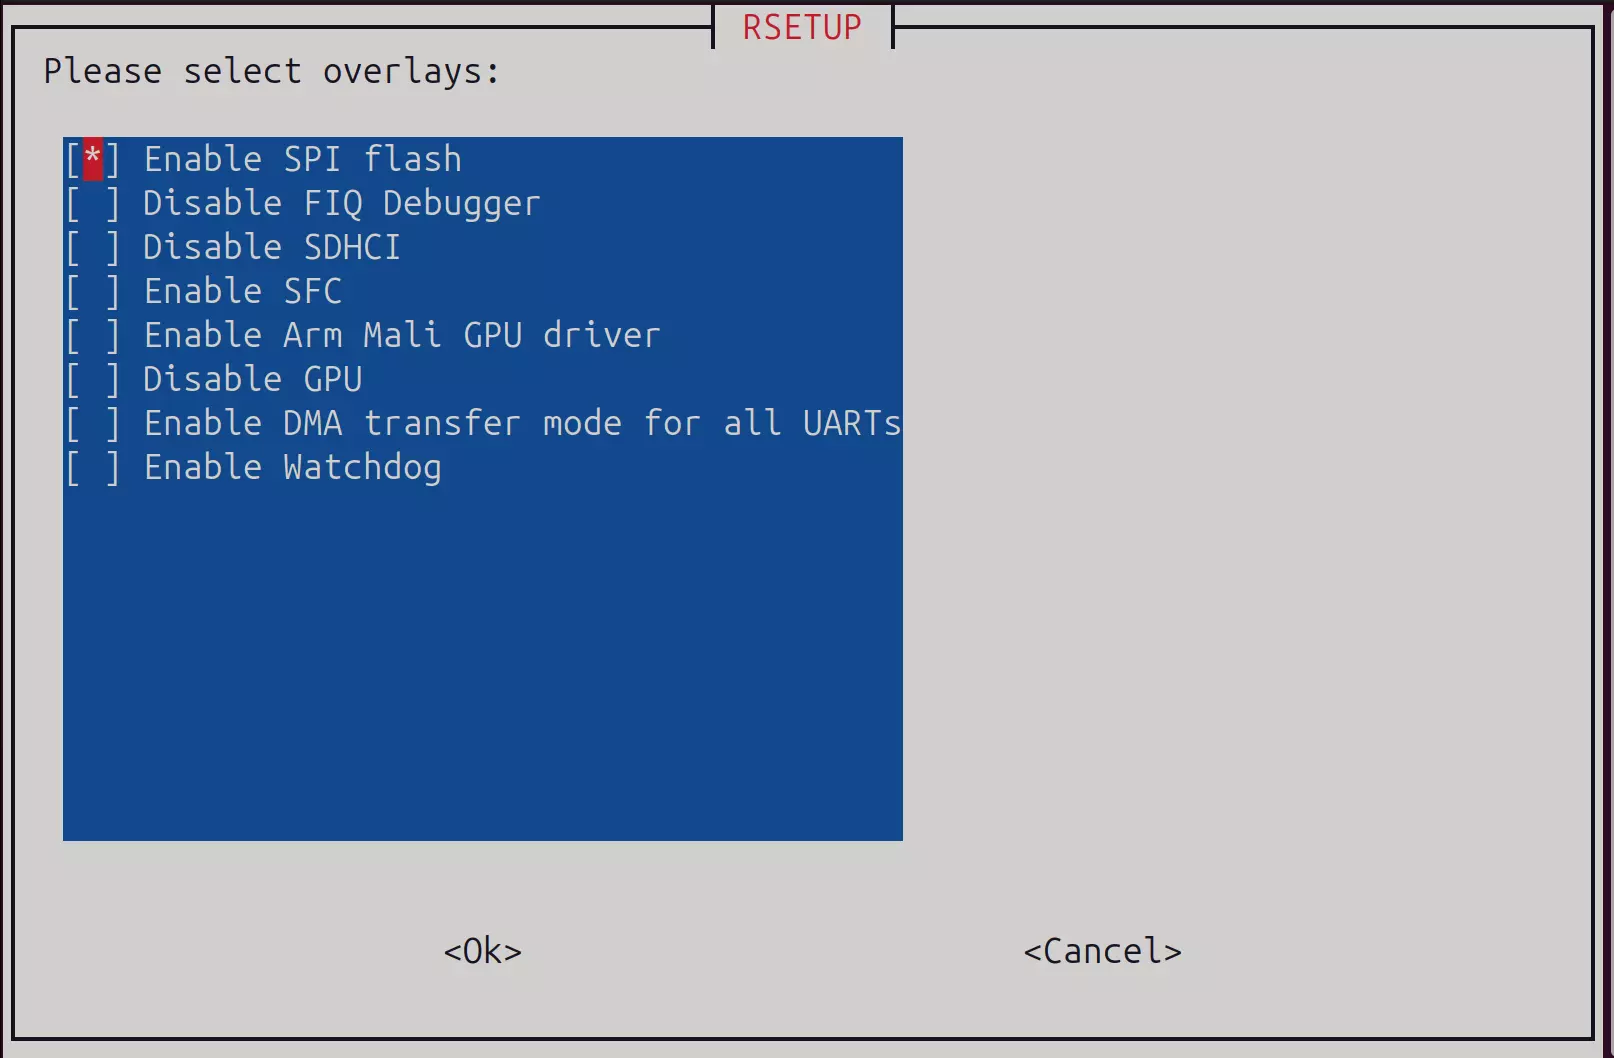 RSETUP
Please select overlays:
[*] Enable SPI flash
[ ] Disable FIQ Debugger
[ ] Disable SDHCI
[ ] Enable SFC
[ ] Enable Arm Mali GPU driver
[ ] Disable GPU
[ ] Enable DMA transfer mode for all UARTs
[ ] Enable Watchdog
<Ok> <Cancel>